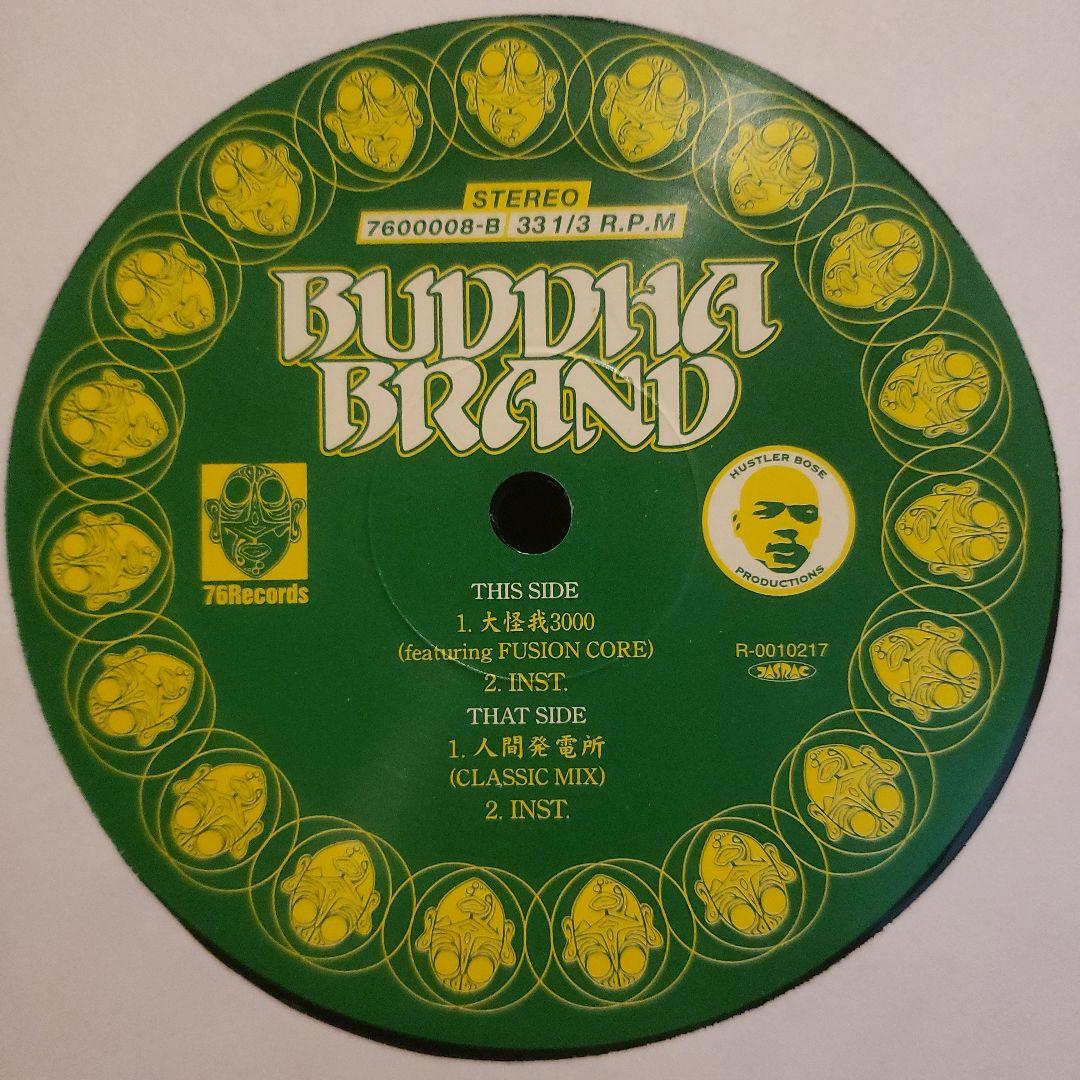 STEREO
7600008-B 33 1/3 R.P.M
BUDDHA
BRAND
76Records
HUSTLER BOSE
PRODUCTIONS
THIS SIDE
1. 大怪我3000
(featuring FUSION CORE)
2. INST.
THAT SIDE
1. 人間発電所
(CLASSIC MIX)
2. INST.
R-0010217
JASRAC